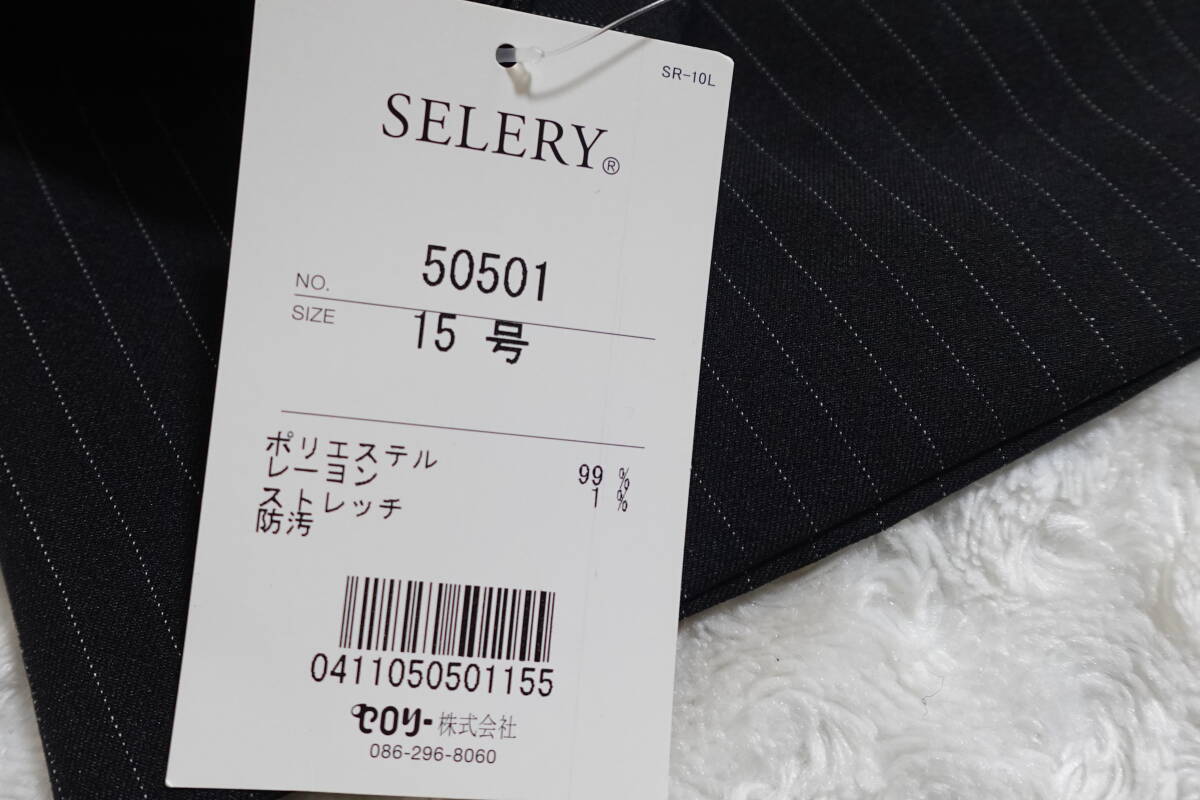 SR-10L
SELERY®
NO. 50501
SIZE 15 号
ポリエステル 99 %
レーヨン 1 %
ストレッチ
防汚
0411050501155
セロリー株式会社
086-296-8060